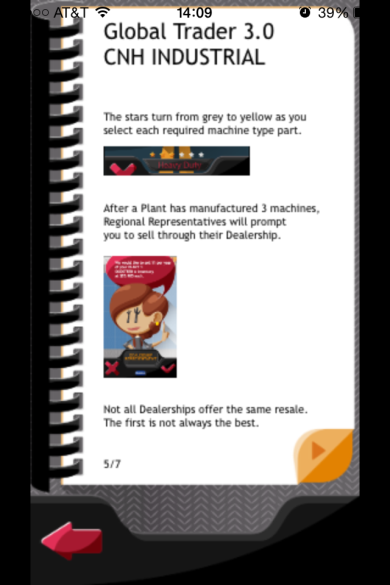 AT&T 14:09 39%
Global Trader 3.0
CNH INDUSTRIAL
The stars turn from grey to yellow as you
select each required machine type part.
Heavy Duty
After a Plant has manufactured 3 machines,
Regional Representatives will prompt
you to sell through their Dealership.
Not all Dealerships offer the same resale.
The first is not always the best.
5/7